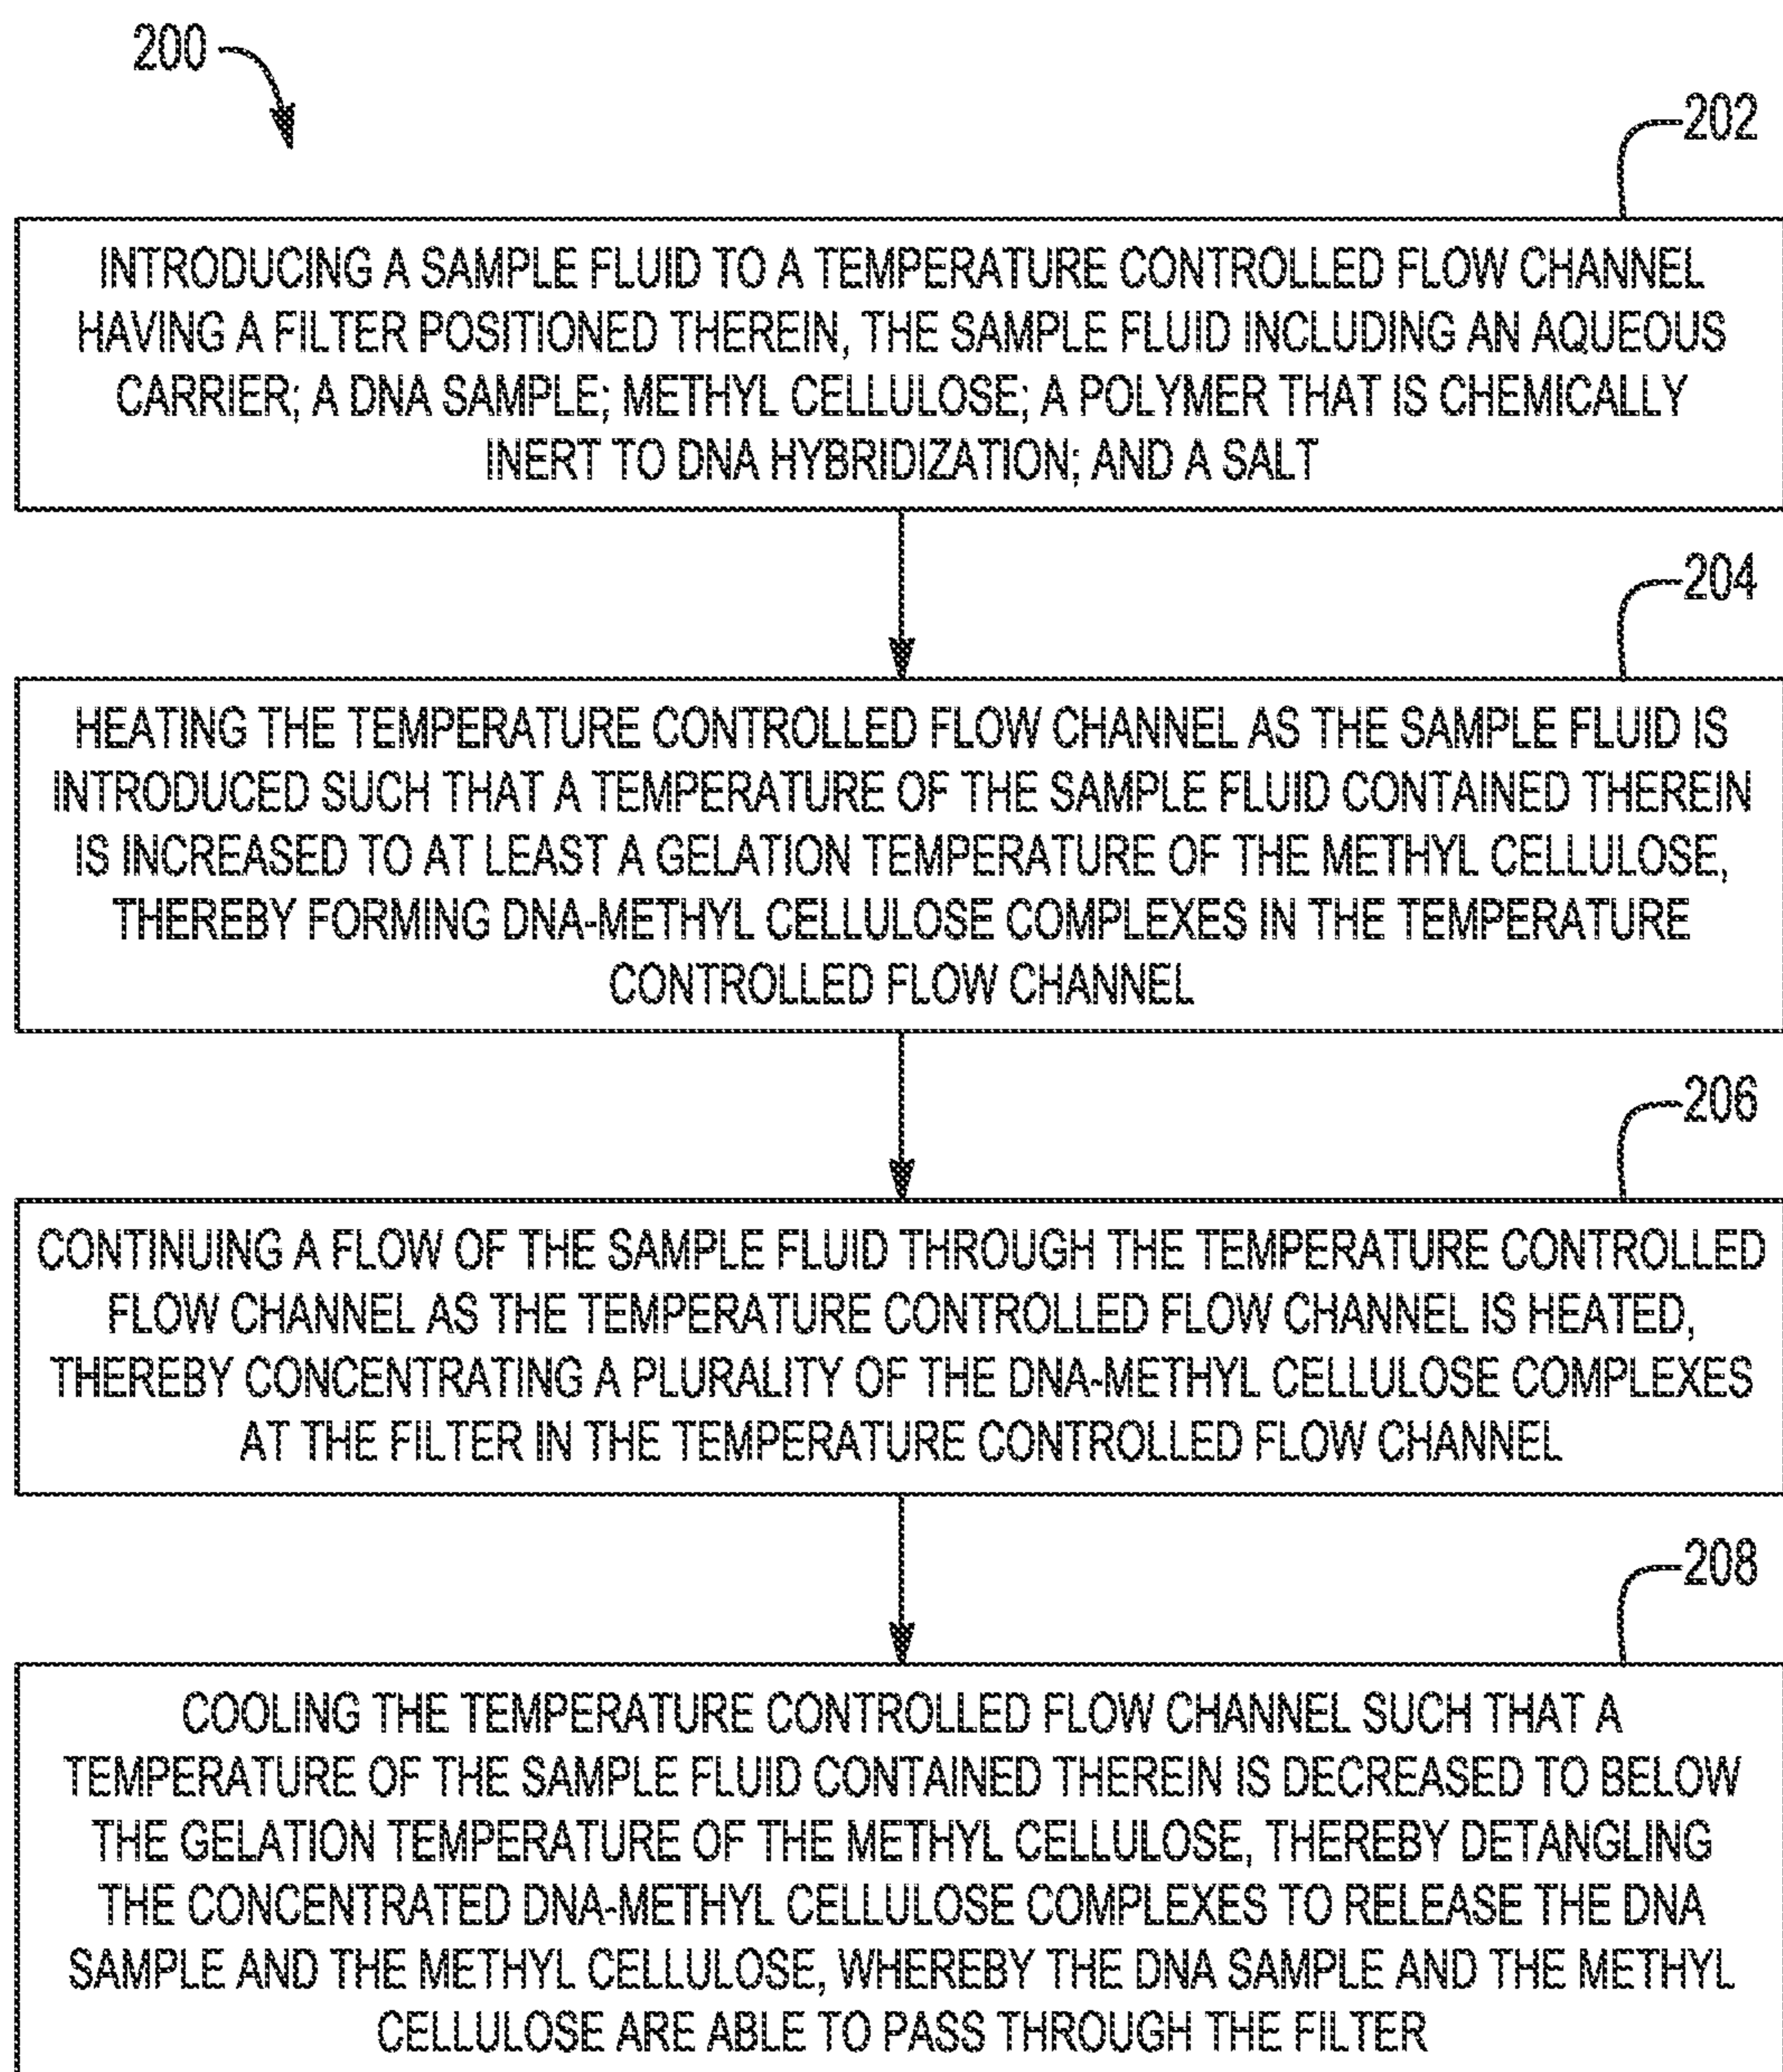 200
202
INTRODUCING A SAMPLE FLUID TO A TEMPERATURE CONTROLLED FLOW CHANNEL
HAVING A FILTER POSITIONED THEREIN, THE SAMPLE FLUID INCLUDING AN AQUEOUS
CARRIER; A DNA SAMPLE; METHYL CELLULOSE; A POLYMER THAT IS CHEMICALLY
INERT TO DNA HYBRIDIZATION; AND A SALT
204
HEATING THE TEMPERATURE CONTROLLED FLOW CHANNEL AS THE SAMPLE FLUID IS
INTRODUCED SUCH THAT A TEMPERATURE OF THE SAMPLE FLUID CONTAINED THEREIN
IS INCREASED TO AT LEAST A GELATION TEMPERATURE OF THE METHYL CELLULOSE,
THEREBY FORMING DNA-METHYL CELLULOSE COMPLEXES IN THE TEMPERATURE
CONTROLLED FLOW CHANNEL
206
CONTINUING A FLOW OF THE SAMPLE FLUID THROUGH THE TEMPERATURE CONTROLLED
FLOW CHANNEL AS THE TEMPERATURE CONTROLLED FLOW CHANNEL IS HEATED,
THEREBY CONCENTRATING A PLURALITY OF THE DNA-METHYL CELLULOSE COMPLEXES
AT THE FILTER IN THE TEMPERATURE CONTROLLED FLOW CHANNEL
208
COOLING THE TEMPERATURE CONTROLLED FLOW CHANNEL SUCH THAT A
TEMPERATURE OF THE SAMPLE FLUID CONTAINED THEREIN IS DECREASED TO BELOW
THE GELATION TEMPERATURE OF THE METHYL CELLULOSE, THEREBY DETANGLING
THE CONCENTRATED DNA-METHYL CELLULOSE COMPLEXES TO RELEASE THE DNA
SAMPLE AND THE METHYL CELLULOSE, WHEREBY THE DNA SAMPLE AND THE METHYL
CELLULOSE ARE ABLE TO PASS THROUGH THE FILTER